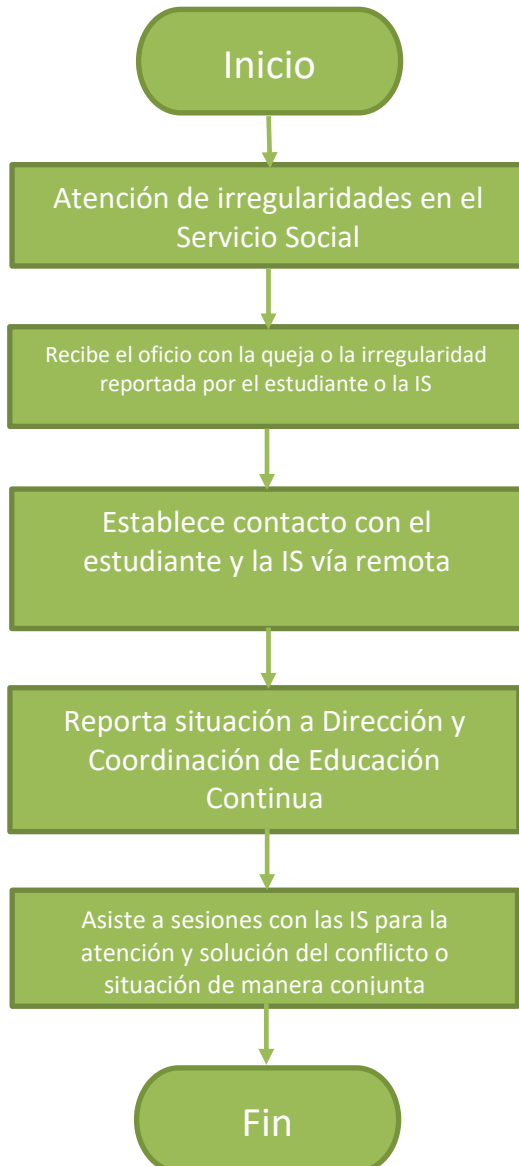 Inicio
Atención de irregularidades en el
Servicio Social
Recibe el oficio con la queja o la irregularidad
reportada por el estudiante o la IS
Establece contacto con el
estudiante y la IS vía remota
Reporta situación a Dirección y
Coordinación de Educación
Continua
Asiste a sesiones con las IS para la
atención y solución del conflicto o
situación de manera conjunta
Fin